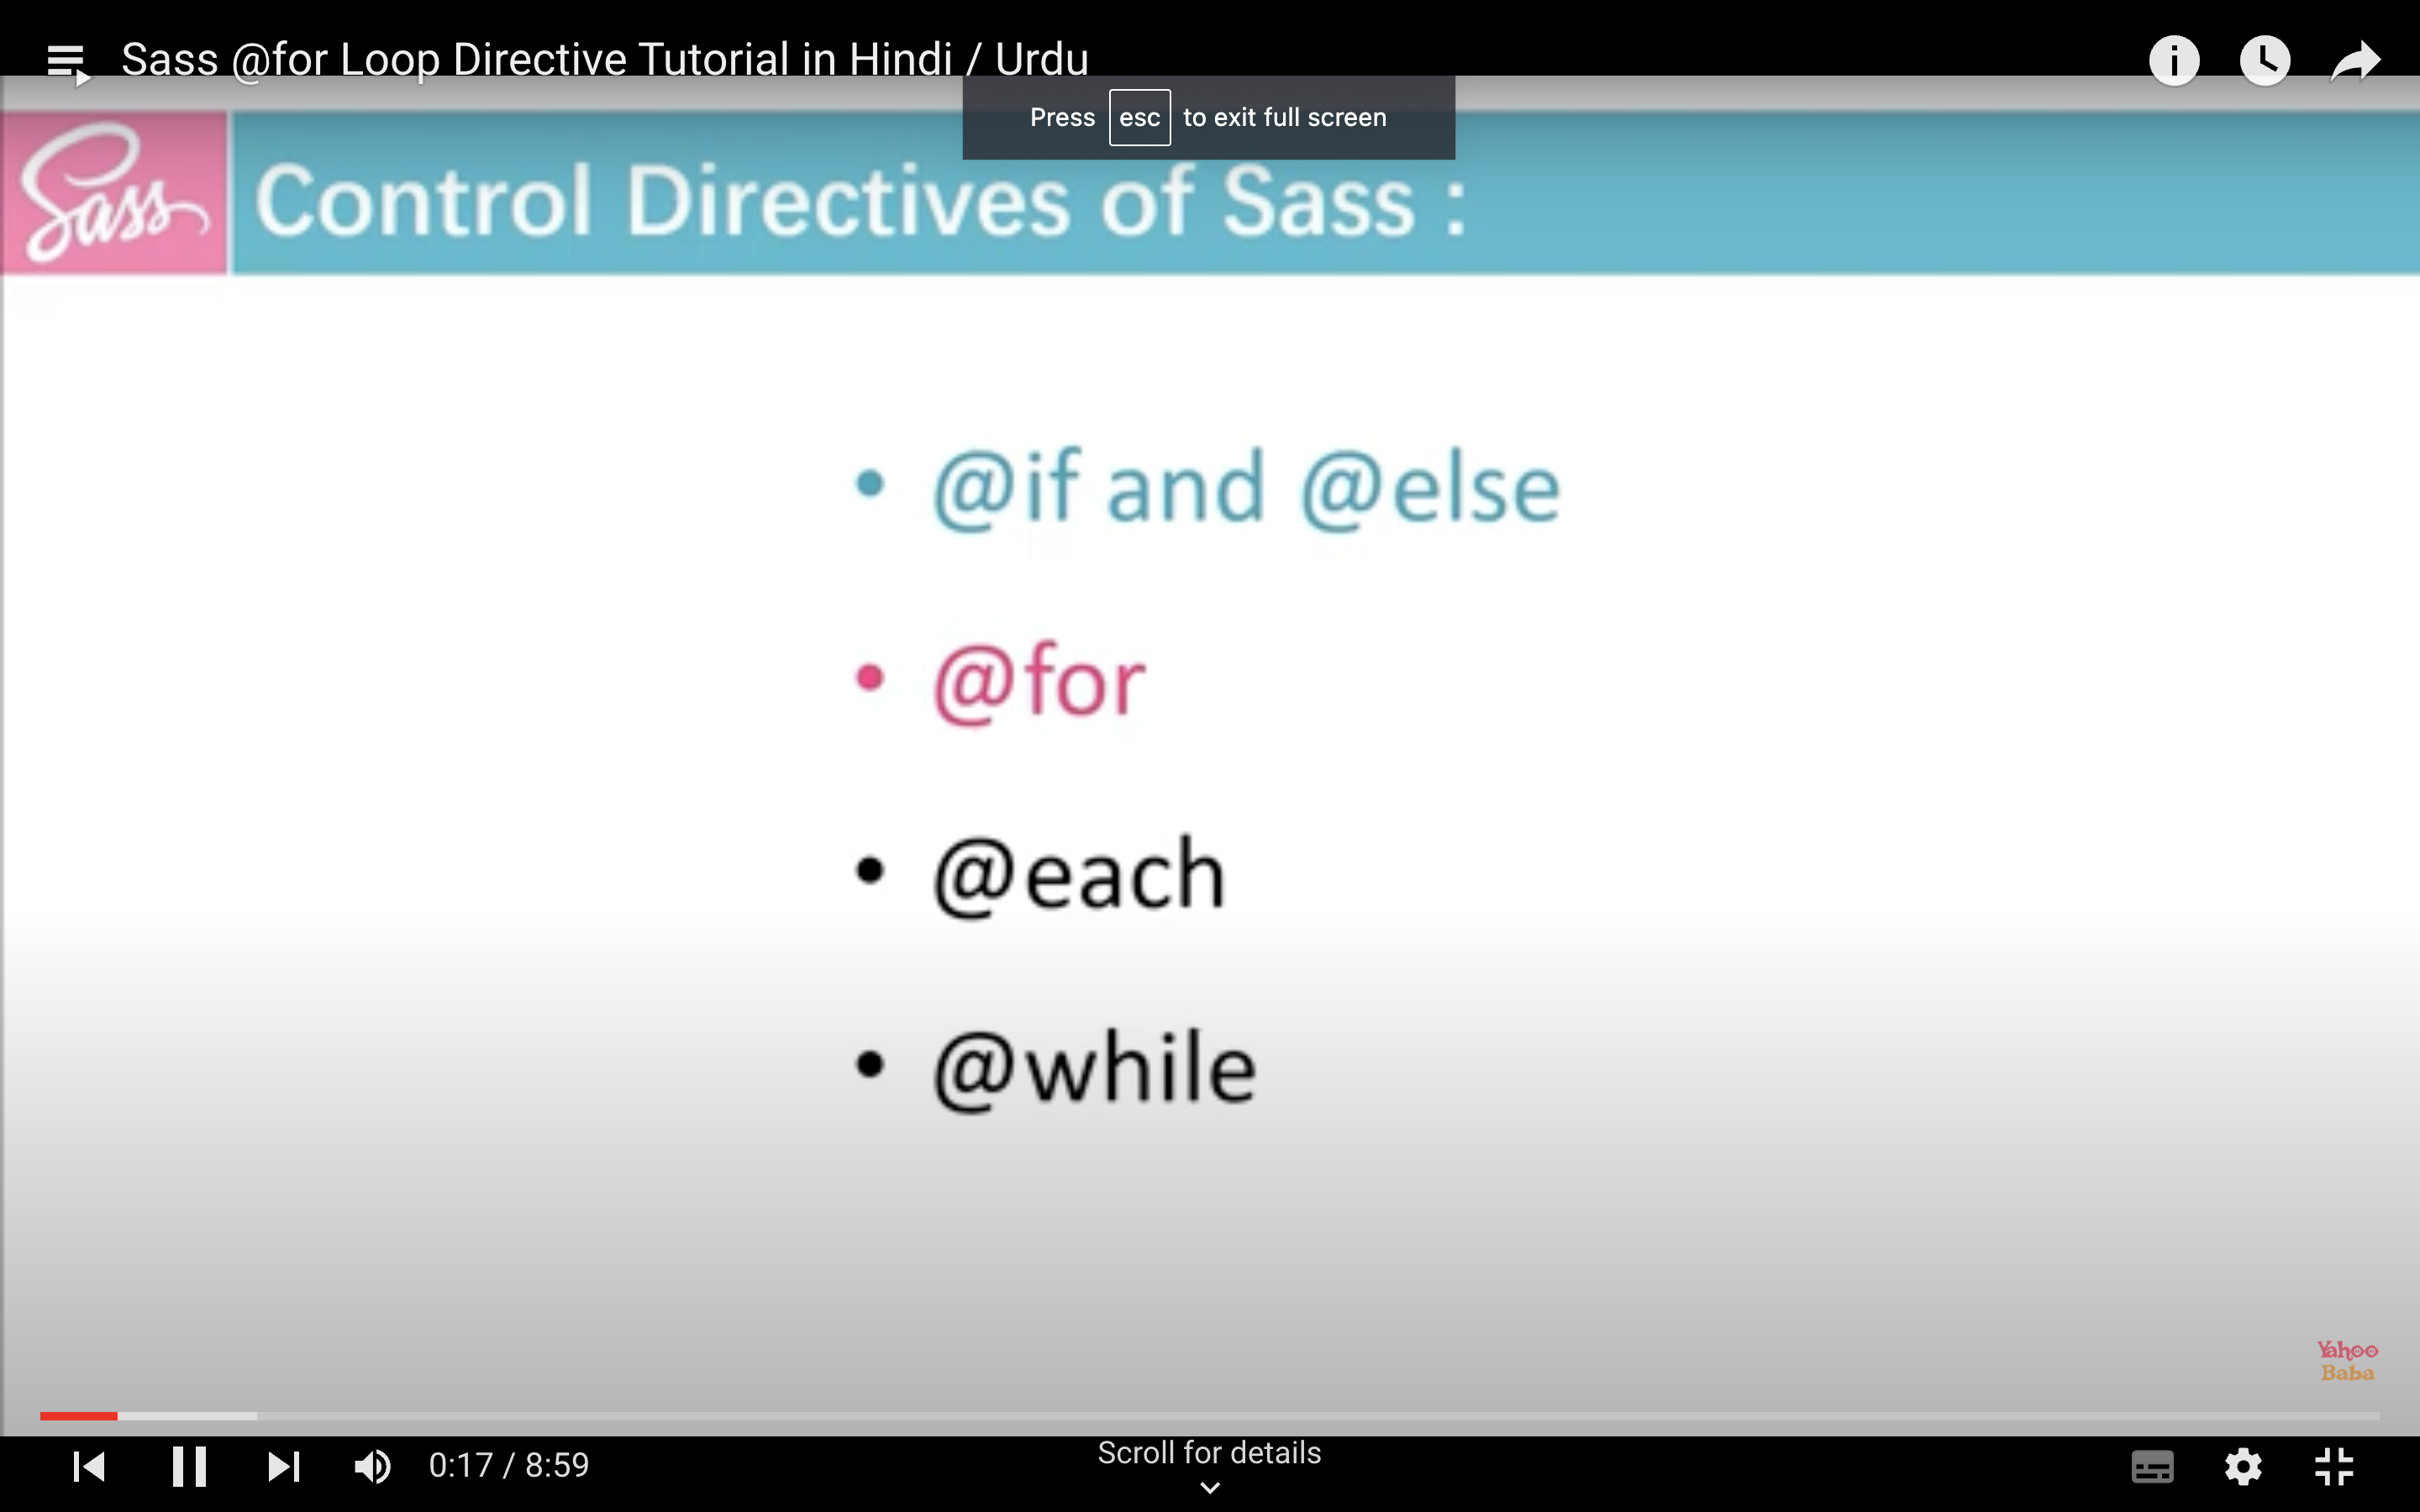 Sass @for Loop Directive Tutorial in Hindi / Urdu
Press esc to exit full screen
Sass Control Directives of Sass :
• @if and @else
• @for
• @each
• @while
Yahoo
Baba
0:17 / 8:59
Scroll for details